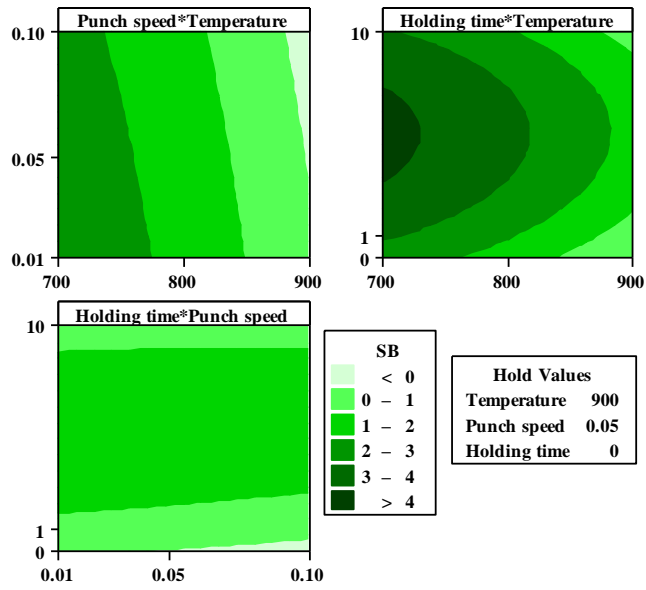 Punch speed*Temperature
0.10
0.05
0.01
700 800 900
Holding time*Temperature
10
1
0
700 800 900
Holding time*Punch speed
10
1
0
0.01 0.05 0.10
SB
< 0
0 – 1
1 – 2
2 – 3
3 – 4
> 4
Hold Values
Temperature 900
Punch speed 0.05
Holding time 0